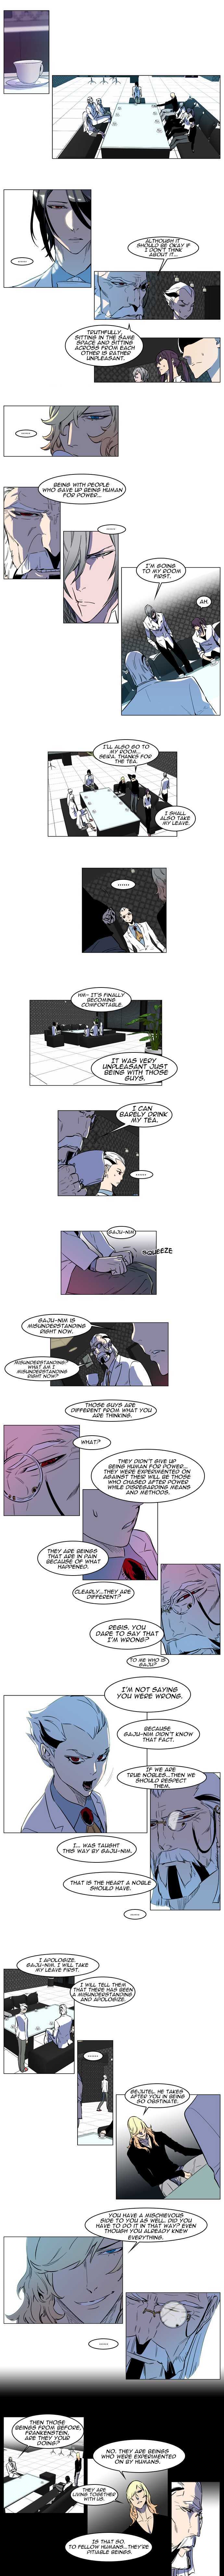 ......
ALTHOUGH IT
SHOULD BE OKAY IF
I DON'T THINK
ABOUT IT...
TRUTHFULLY,
SITTING IN THE SAME
SPACE AND SITTING
ACROSS FROM EACH
OTHER IS RATHER
UNPLEASANT.
......
BEING WITH PEOPLE
WHO GAVE UP BEING HUMAN
FOR POWER...
......
I'M GOING
TO MY ROOM
FIRST.
AH.
I'LL ALSO GO TO
MY ROOM...
SEIRA. THANKS FOR
THE TEA.
I SHALL
ALSO TAKE
MY LEAVE.
......
HM~ IT'S FINALLY
BECOMING
COMFORTABLE.
IT WAS VERY
UNPLEASANT JUST
BEING WITH THOSE
GUYS.
I CAN
BARELY DRINK
MY TEA.
......
GAJU-NIM
SQUEEZE
GAJU-NIM IS
MISUNDERSTANDING
RIGHT NOW.
MISUNDERSTANDING?
WHAT AM I
MISUNDERSTANDING
RIGHT NOW?
THOSE GUYS ARE
DIFFERENT FROM WHAT YOU
ARE THINKING.
WHAT?
THEY DIDN'T GIVE UP
BEING HUMAN FOR POWER...
THEY WERE EXPERIMENTED ON
AGAINST THEIR WILL BE THOSE
WHO CHASED AFTER POWER
WHILE DISREGARDING MEANS
AND METHODS.
THEY ARE BEINGS
THAT ARE IN PAIN
BECAUSE OF WHAT
HAPPENED.
CLEARLY...THEY ARE
DIFFERENT?
REGIS. YOU
DARE TO SAY THAT
I'M WRONG?
TO ME WHO IS
GAJU?
I'M NOT SAYING
YOU WERE WRONG.
BECAUSE
GAJU-NIM DIDN'T KNOW
THAT FACT.
IF WE ARE
TRUE NOBLES...THEN WE
SHOULD RESPECT
THEM.
I... WAS TAUGHT
THIS WAY BY GAJU-NIM.
THAT IS THE HEART A NOBLE
SHOULD HAVE.
......
I APOLOGIZE.
GAJU-NIM. I WILL TAKE
MY LEAVE FIRST.
I WILL TELL THEM
THAT THERE HAS BEEN
A MISUNDERSTANDING
AND APOLOGIZE.
......
GEJUTEL. HE TAKES
AFTER YOU IN BEING
SO OBSTINATE.
YOU HAVE A MISCHIEVOUS
SIDE TO YOU AS WELL. DID YOU
HAVE TO DO IT IN THAT WAY? EVEN
THOUGH YOU ALREADY KNEW
EVERYTHING.
......
THEN THOSE
BEINGS FROM BEFORE,
FRANKENSTEIN,
ARE THEY YOUR
DOING?
NO. THEY ARE BEINGS
WHO WERE EXPERIMENTED
ON BY HUMANS.
THEY ARE
LIVING TOGETHER
WITH US.
IS THAT SO.
TO FELLOW HUMANS...THEY'RE
PITIABLE BEINGS.